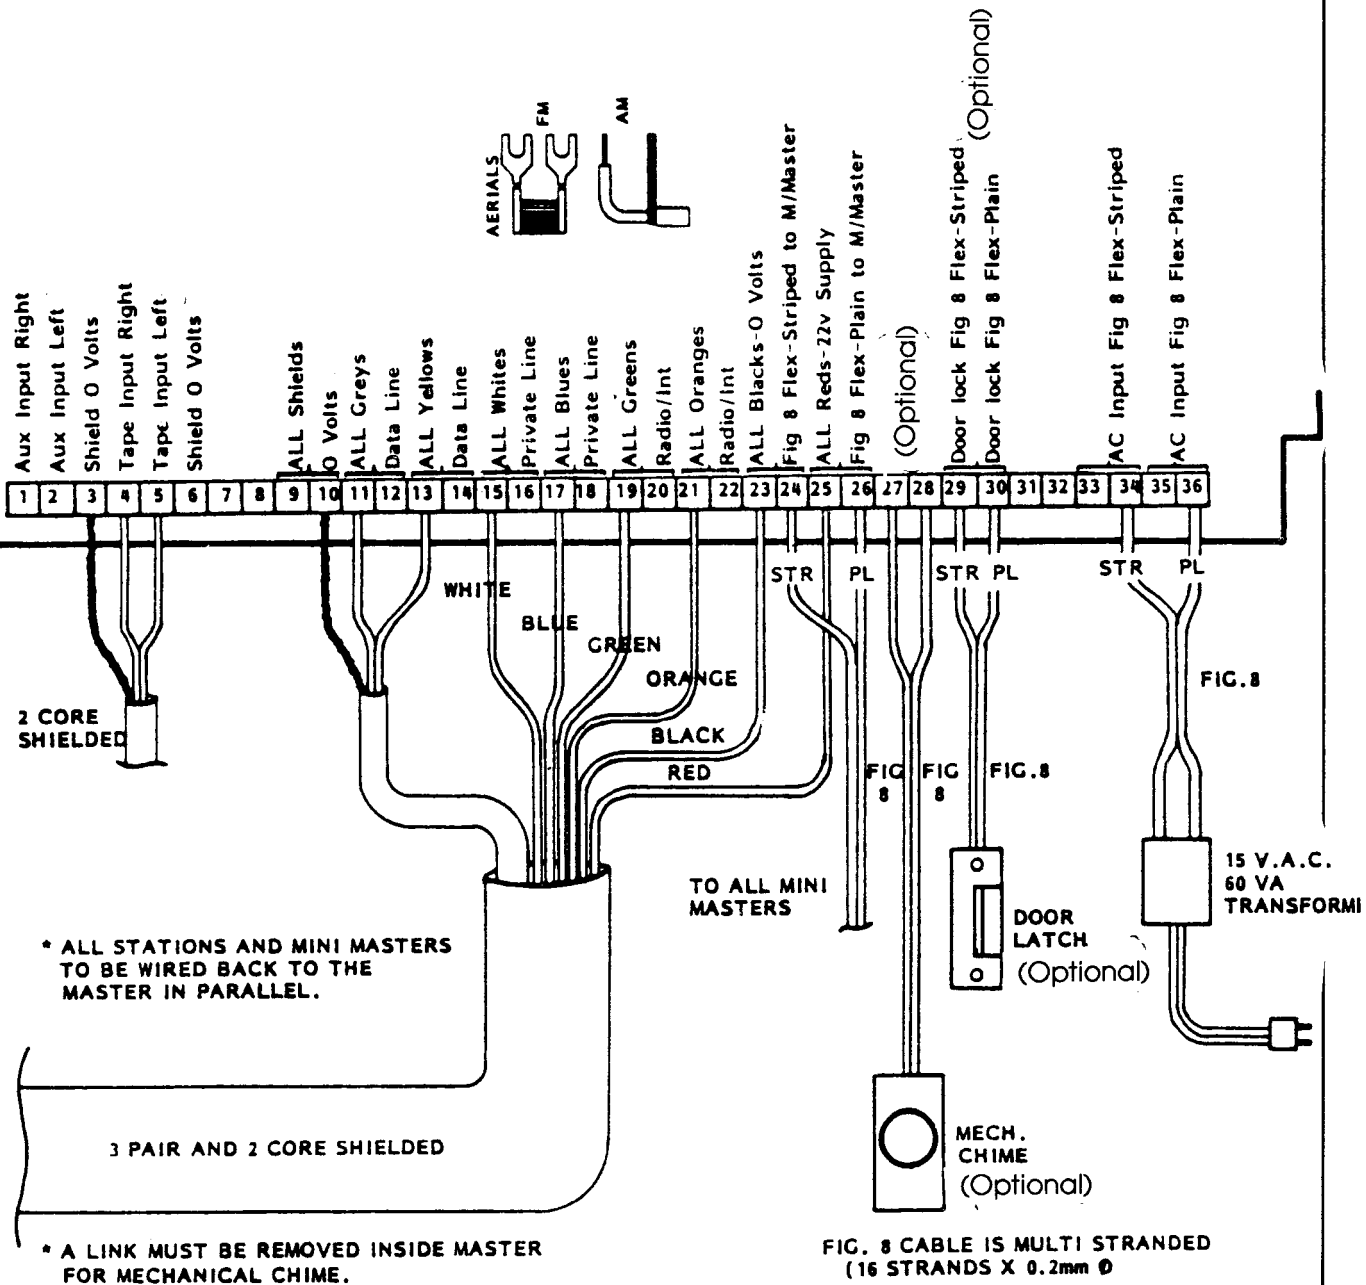 (Optional)
FM
AM
AERIALS
Aux Input Right
Aux Input Left
Shield O Volts
Tape Input Right
Tape Input Left
Shield O Volts
ALL Shields
O Volts
ALL Greys
Data Line
ALL Yellows
Data Line
ALL Whites
Private Line
ALL Blues
Private Line
ALL Greens
Radio/Int
ALL Oranges
Radio/Int
ALL Blacks-O Volts
Fig 8 Flex-Striped to M/Master
ALL Reds-22v Supply
Fig 8 Flex-Plain to M/Master
(Optional)
Door lock Fig 8 Flex-Striped
Door lock Fig 8 Flex-Plain
AC Input Fig 8 Flex-Striped
AC Input Fig 8 Flex-Plain
1 2 3 4 5 6 7 8 9 10 11 12 13 14 15 16 17 18 19 20 21 22 23 24 25 26 27 28 29 30 31 32 33 34 35 36
STR PL STR PL STR PL
WHITE
BLUE
GREEN
ORANGE
BLACK
RED
2 CORE
SHIELDED
FIG.8
FIG
8
FIG
8
FIG.8
TO ALL MINI
MASTERS
15 V.A.C.
60 VA
TRANSFORM
DOOR
LATCH
(Optional)
* ALL STATIONS AND MINI MASTERS
TO BE WIRED BACK TO THE
MASTER IN PARALLEL.
3 PAIR AND 2 CORE SHIELDED
MECH.
CHIME
(Optional)
* A LINK MUST BE REMOVED INSIDE MASTER
FOR MECHANICAL CHIME.
FIG. 8 CABLE IS MULTI STRANDED
(16 STRANDS X 0.2mm Ø